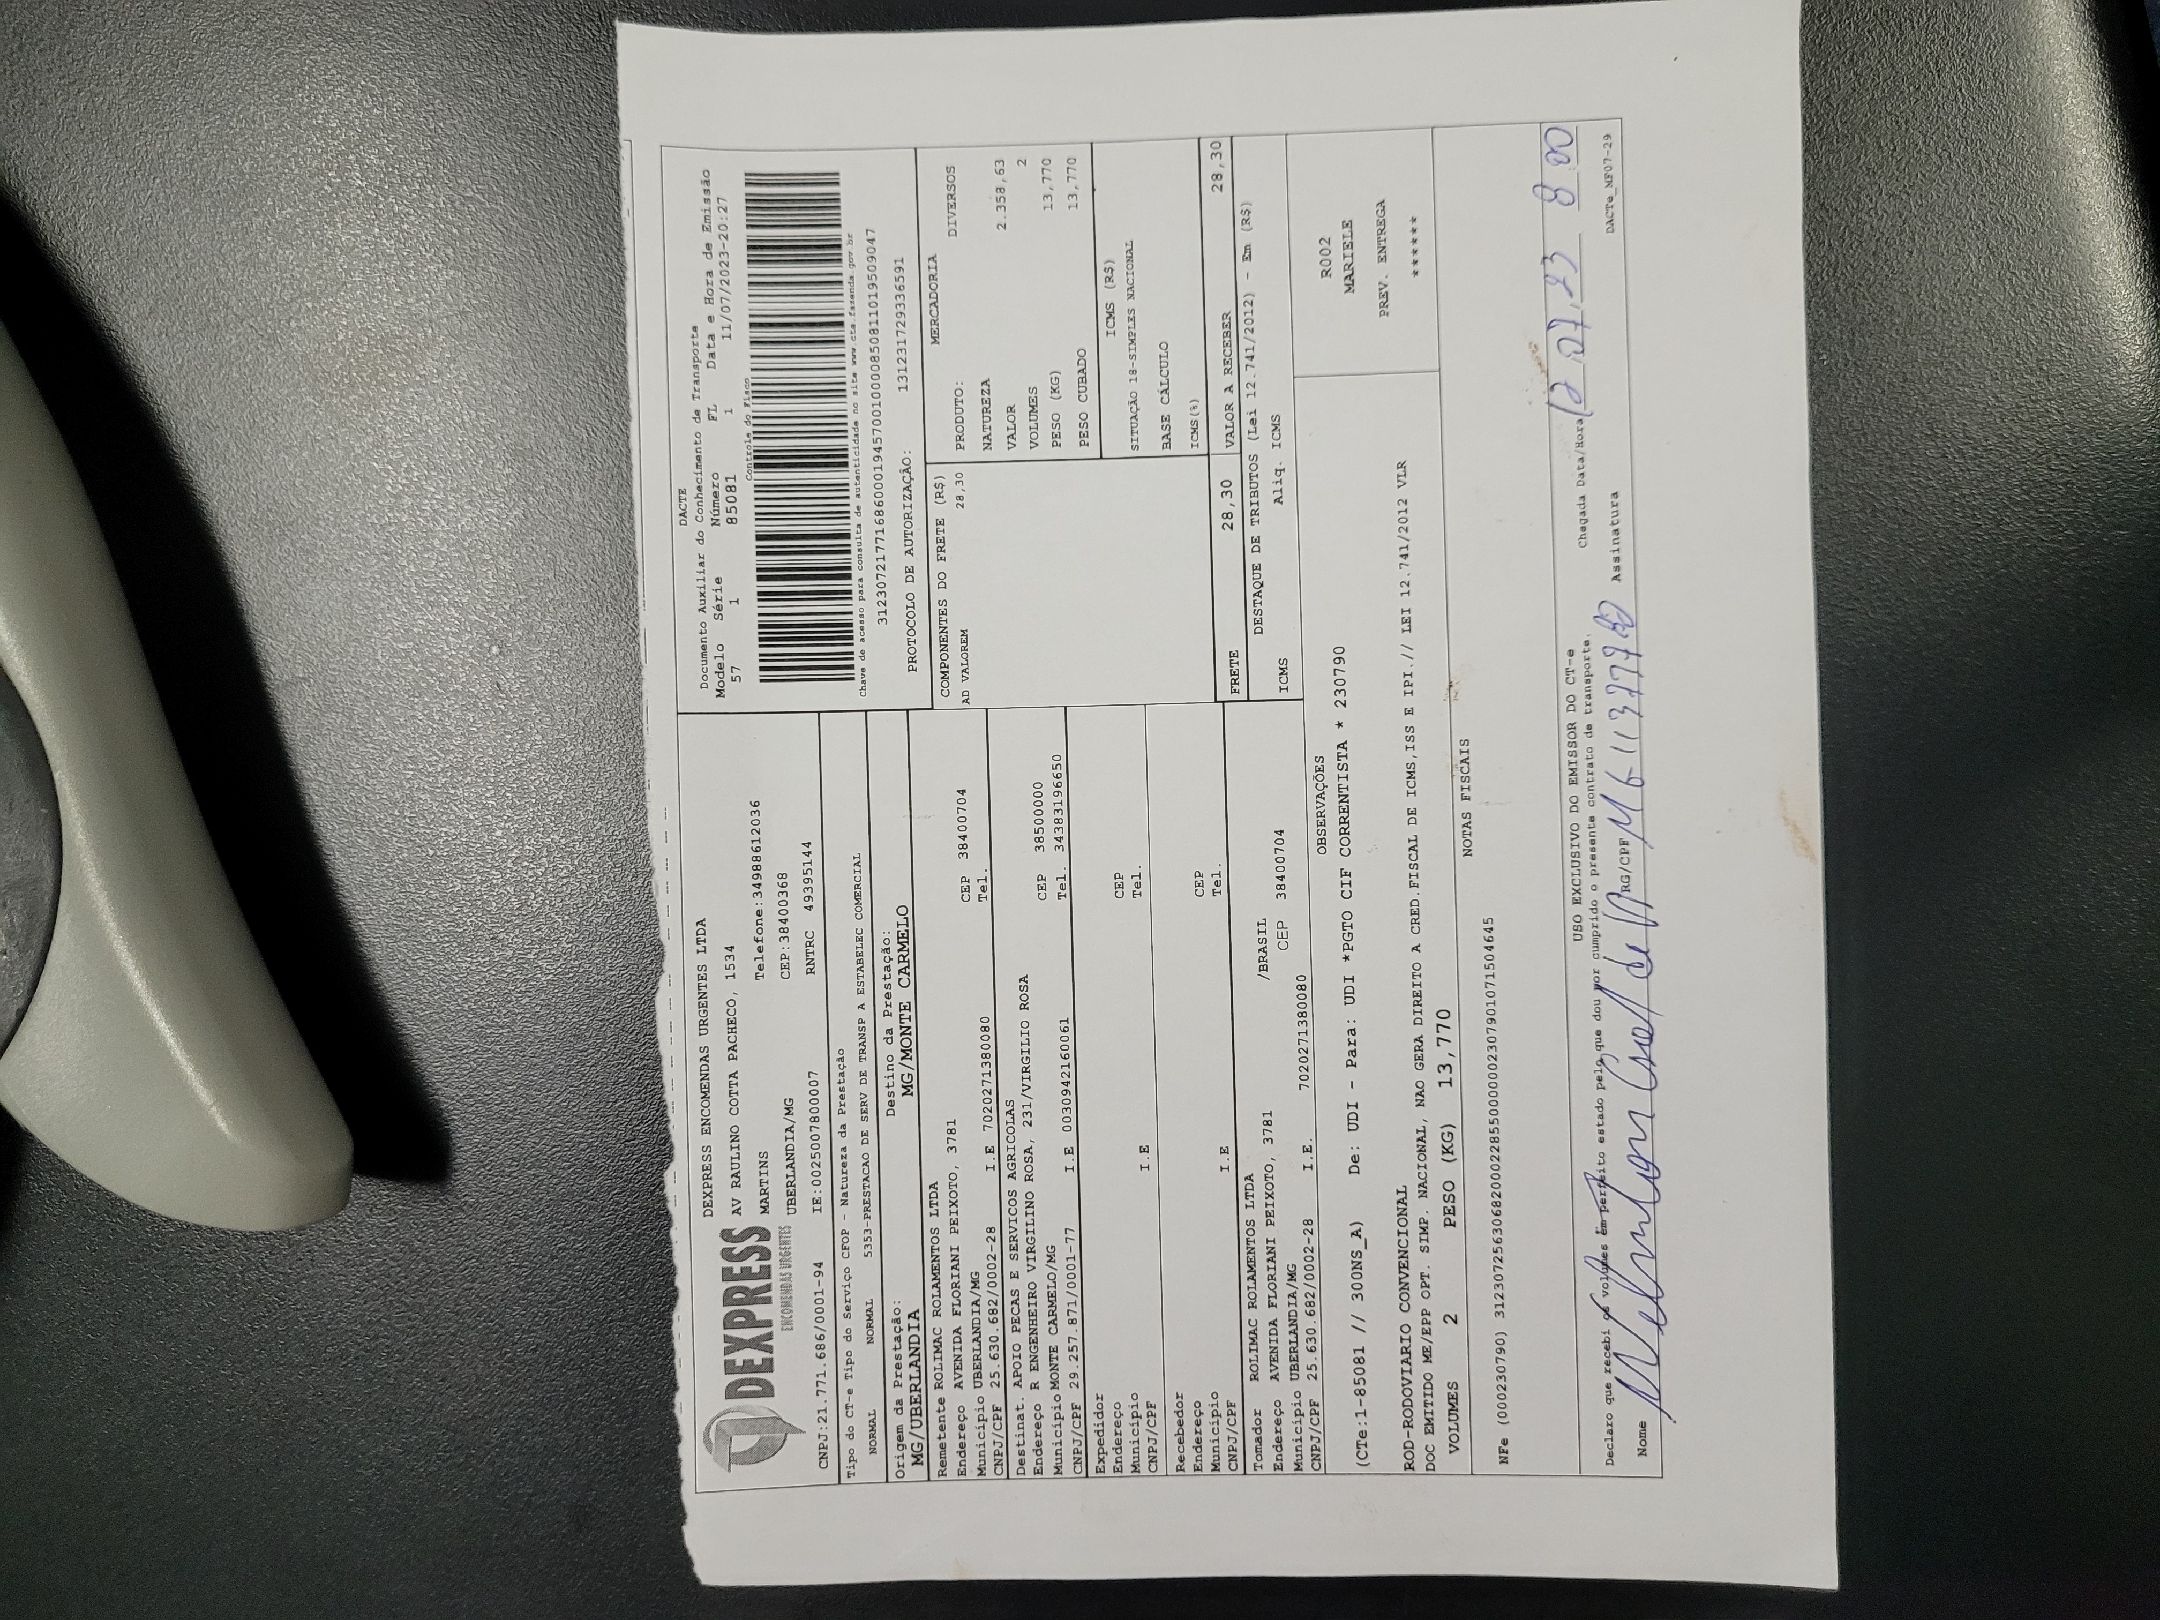 DEXPRESS
ENCOMENDAS URGENTES
DEXPRESS ENCOMENDAS URGENTES LTDA
AV RAULINO COTTA PACHECO, 1534
MARTINS Telefone:34988612036
UBERLANDIA/MG CEP:38400368
CNPJ:21.771.686/0001-94 IE:0025007800007 RNTRC 49395144
Tipo do CT-e Tipo do Serviço CFOP - Natureza da Prestação
NORMAL NORMAL 5353-PRESTACAO DE SERV DE TRANSP A ESTABELEC COMERCIAL
Origem da Prestação: Destino da Prestação:
MG/UBERLANDIA MG/MONTE CARMELO
DACTE
Documento Auxiliar do Conhecimento de Transporte
Modelo Série Número FL Data e Hora de Emissão
57 1 85081 1 11/07/2023-20:27
Controle do Fisco
Chave de acesso para consulta de autenticidade no site www.cte.fazenda.gov.br
31230721771686000194570010000850811019509047
PROTOCOLO DE AUTORIZAÇÃO: 131231729336591
Remetente ROLIMAC ROLAMENTOS LTDA
Endereço AVENIDA FLORIANI PEIXOTO, 3781
Município UBERLANDIA/MG CEP 38400704
CNPJ/CPF 25.630.682/0002-28 I.E 7020271380080 Tel.
Destinat. APOIO PECAS E SERVICOS AGRICOLAS
Endereço R ENGENHEIRO VIRGILINO ROSA, 231/VIRGILIO ROSA
Município MONTE CARMELO/MG CEP 38500000
CNPJ/CPF 29.257.871/0001-77 I.E 0030942160061 Tel. 34383196650
Expedidor
Endereço
Município CEP
CNPJ/CPF I.E Tel.
Recebedor
Endereço
Município CEP
CNPJ/CPF I.E Tel.
Tomador ROLIMAC ROLAMENTOS LTDA
Endereço AVENIDA FLORIANI PEIXOTO, 3781 /BRASIL
Município UBERLANDIA/MG CEP 38400704
CNPJ/CPF 25.630.682/0002-28 I.E. 7020271380080
COMPONENTES DO FRETE (R$)
AD VALOREM 28,30
MERCADORIA
PRODUTO: DIVERSOS
NATUREZA
VALOR 2.358,63
VOLUMES 2
PESO (KG) 13,770
PESO CUBADO 13,770
ICMS (R$)
SITUAÇÃO 18-SIMPLES NACIONAL
BASE CÁLCULO
ICMS(%)
FRETE 28,30 VALOR A RECEBER 28,30
DESTAQUE DE TRIBUTOS (Lei 12.741/2012) - Em (R$)
ICMS Aliq. ICMS
OBSERVAÇÕES
(CTe:1-85081 // 300NS_A) De: UDI - Para: UDI *PGTO CIF CORRENTISTA * 230790
ROD-RODOVIARIO CONVENCIONAL
DOC EMITIDO ME/EPP OPT. SIMP. NACIONAL, NAO GERA DIREITO A CRED.FISCAL DE ICMS,ISS E IPI.// LEI 12.741/2012 VLR
R002
MARIELE
PREV. ENTREGA
******
VOLUMES 2 PESO (KG) 13,770
NOTAS FISCAIS
NFe (000230790) 31230725630682000228550000002307901071504645
USO EXCLUSIVO DO EMISSOR DO CT-e
Declaro que recebi os volumes em perfeito estado pelo que dou por cumprido o presente contrato de transporte.
Chegada Data/Hora 12 07 23 8:00
Nome RG/CPF Assinatura
DACTe_NF07-29